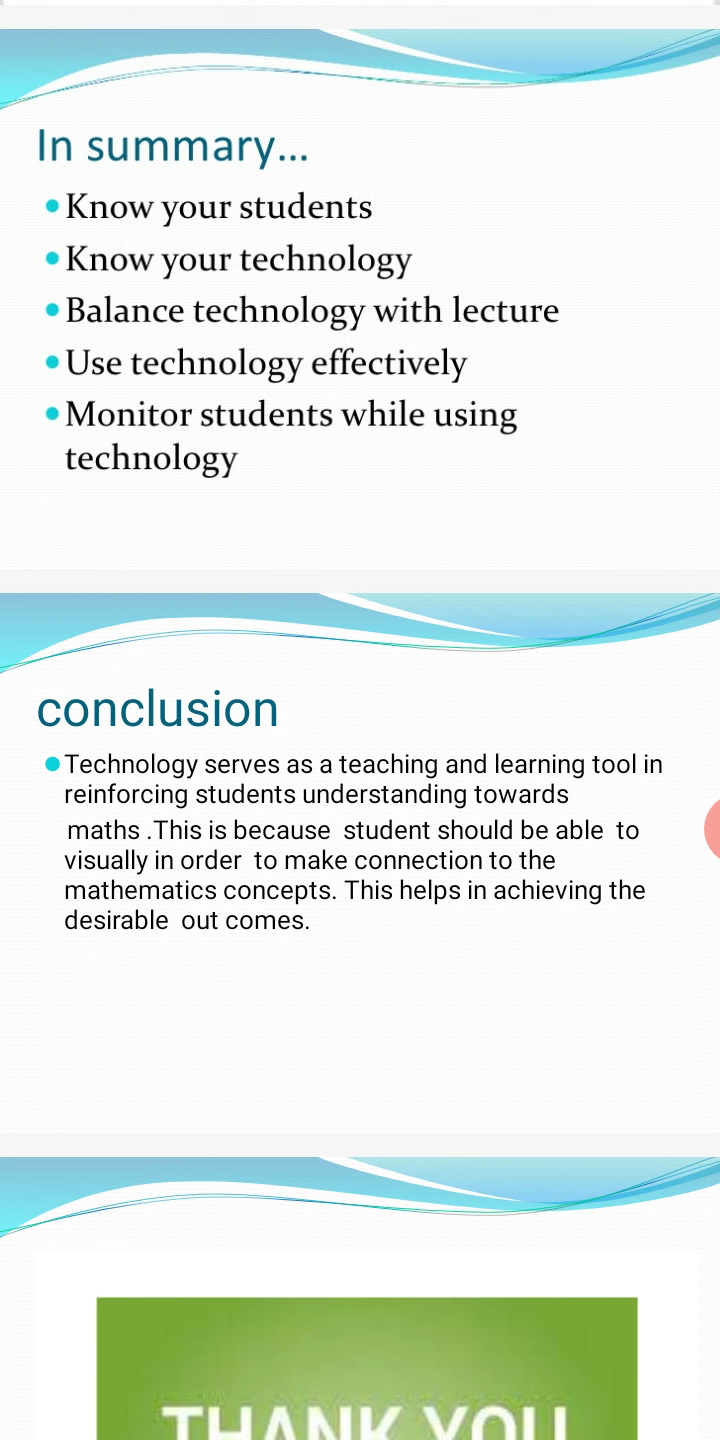 In summary...
•Know your students
•Know your technology
•Balance technology with lecture
•Use technology effectively
•Monitor students while using
technology
conclusion
•Technology serves as a teaching and learning tool in
reinforcing students understanding towards
maths .This is because student should be able to
visually in order to make connection to the
mathematics concepts. This helps in achieving the
desirable out comes.
THANK YOU